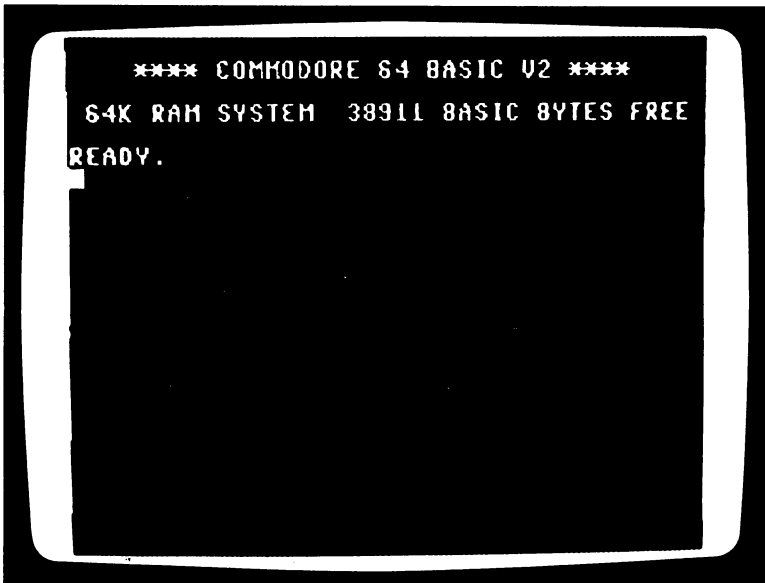 **** COMMODORE 64 BASIC V2 ****
64K RAM SYSTEM 38911 BASIC BYTES FREE
READY.